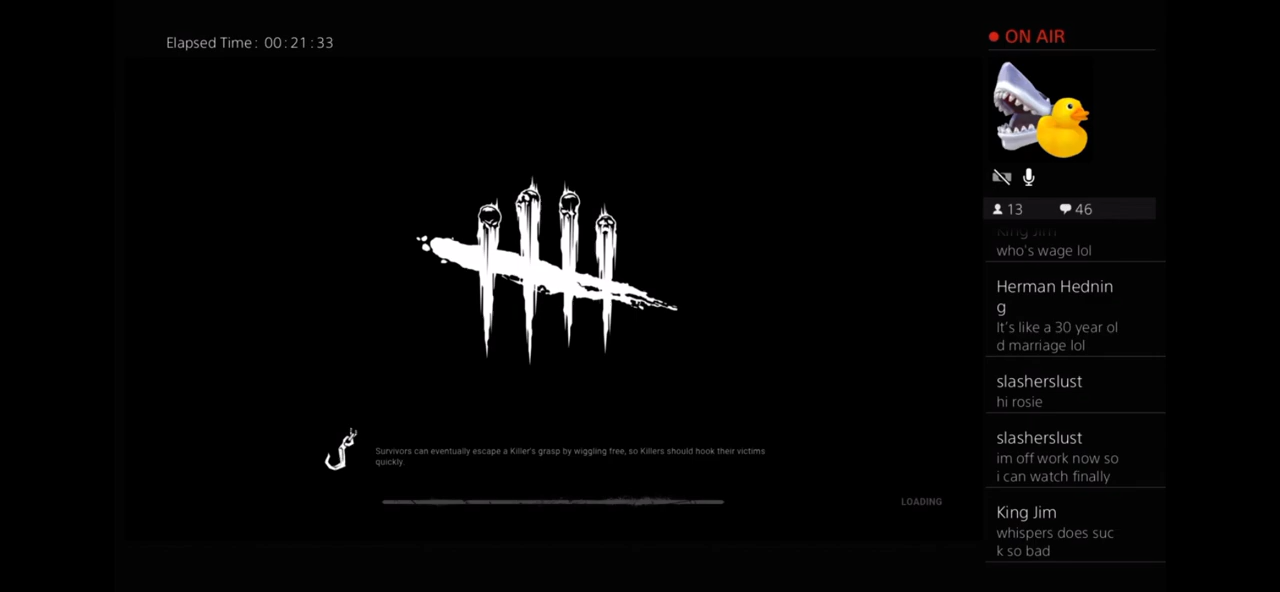 Elapsed Time: 00:21:33
ON AIR
13
46
King Jim
who's wage lol
Herman Hednin
g
It's like a 30 year ol
d marriage lol
slasherslust
hi rosie
slasherslust
im off work now so
i can watch finally
King Jim
whispers does suc
k so bad
Survivors can eventually escape a Killer's grasp by wiggling free, so Killers should hook their victims
quickly.
LOADING